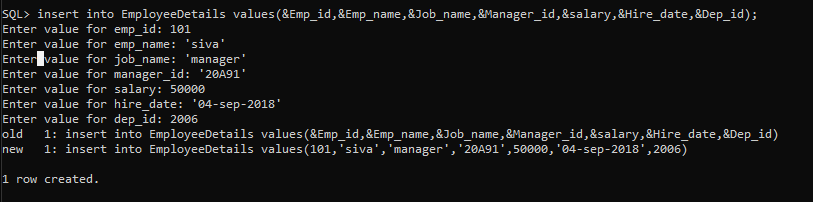 SQL> insert into EmployeeDetails values(&Emp_id,&Emp_name,&Job_name,&Manager_id,&salary,&Hire_date,&Dep_id);
Enter value for emp_id: 101
Enter value for emp_name: 'siva'
Enter value for job_name: 'manager'
Enter value for manager_id: '20A91'
Enter value for salary: 50000
Enter value for hire_date: '04-sep-2018'
Enter value for dep_id: 2006
old   1: insert into EmployeeDetails values(&Emp_id,&Emp_name,&Job_name,&Manager_id,&salary,&Hire_date,&Dep_id)
new   1: insert into EmployeeDetails values(101,'siva','manager','20A91',50000,'04-sep-2018',2006)
1 row created.